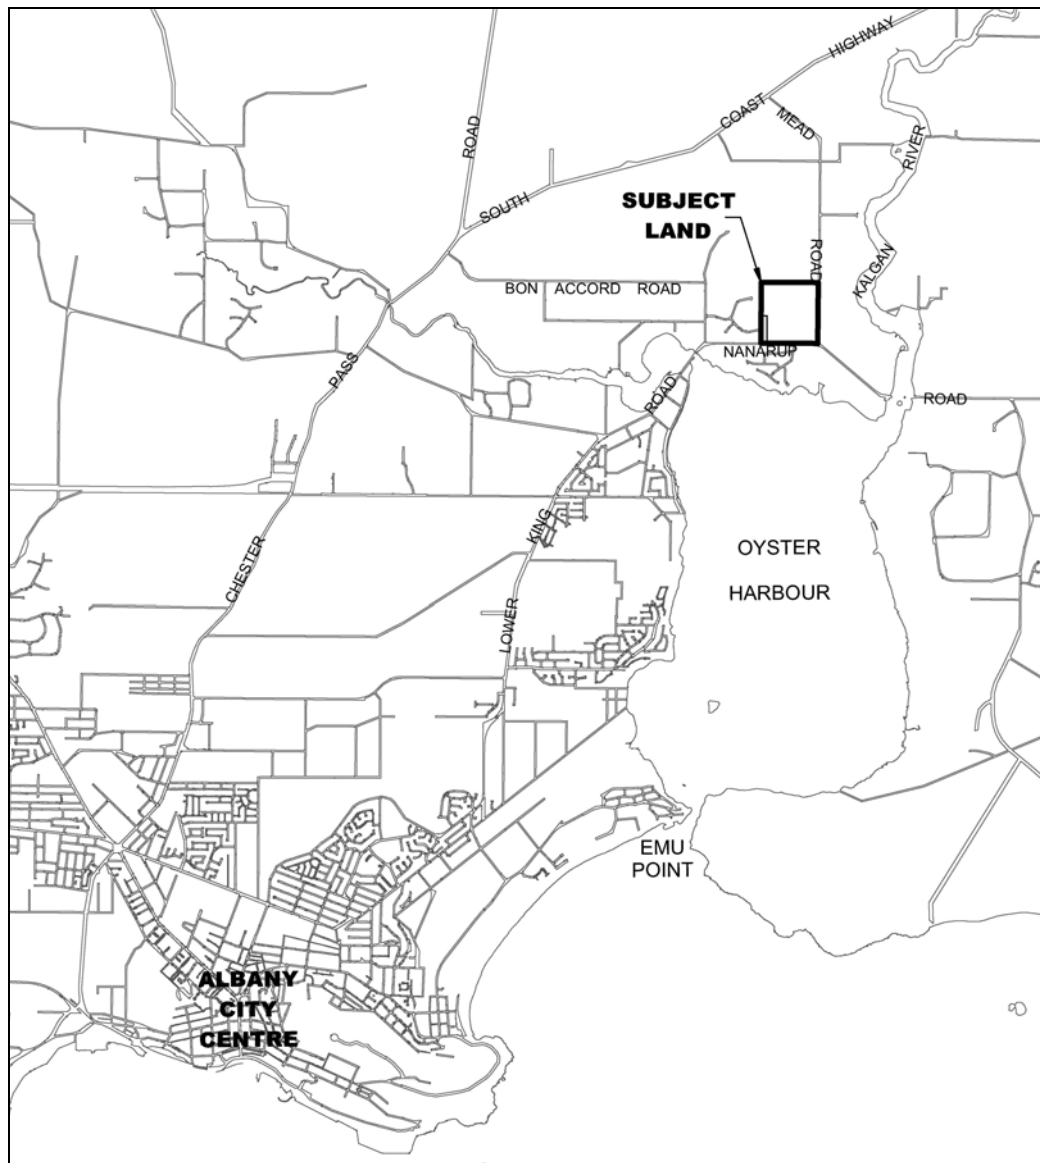 HIGHWAY
COAST
MEAD
ROAD
RIVER
SUBJECT
LAND
SOUTH
ROAD
KALGAN
BON ACCORD ROAD
NANARUP
PASS
ROAD
ROAD
KING
OYSTER
HARBOUR
CHESTER
LOWER
EMU
POINT
ALBANY
CITY
CENTRE